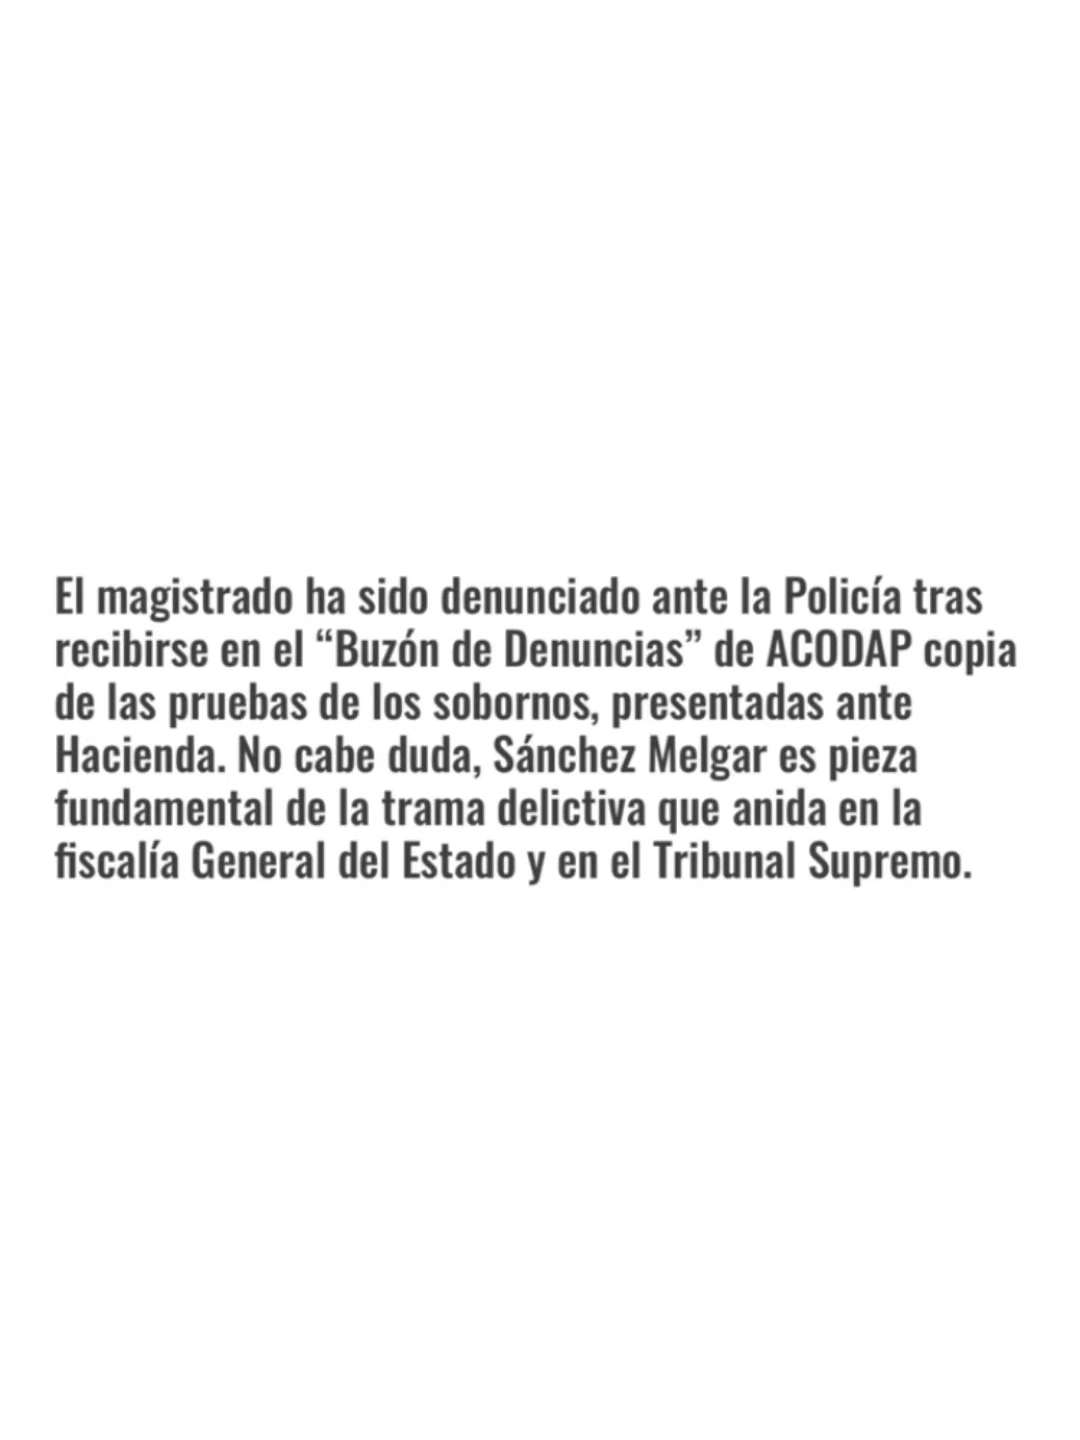 El magistrado ha sido denunciado ante la Policía tras
recibirse en el “Buzón de Denuncias” de ACODAP copia
de las pruebas de los sobornos, presentadas ante
Hacienda. No cabe duda, Sánchez Melgar es pieza
fundamental de la trama delictiva que anida en la
fiscalía General del Estado y en el Tribunal Supremo.